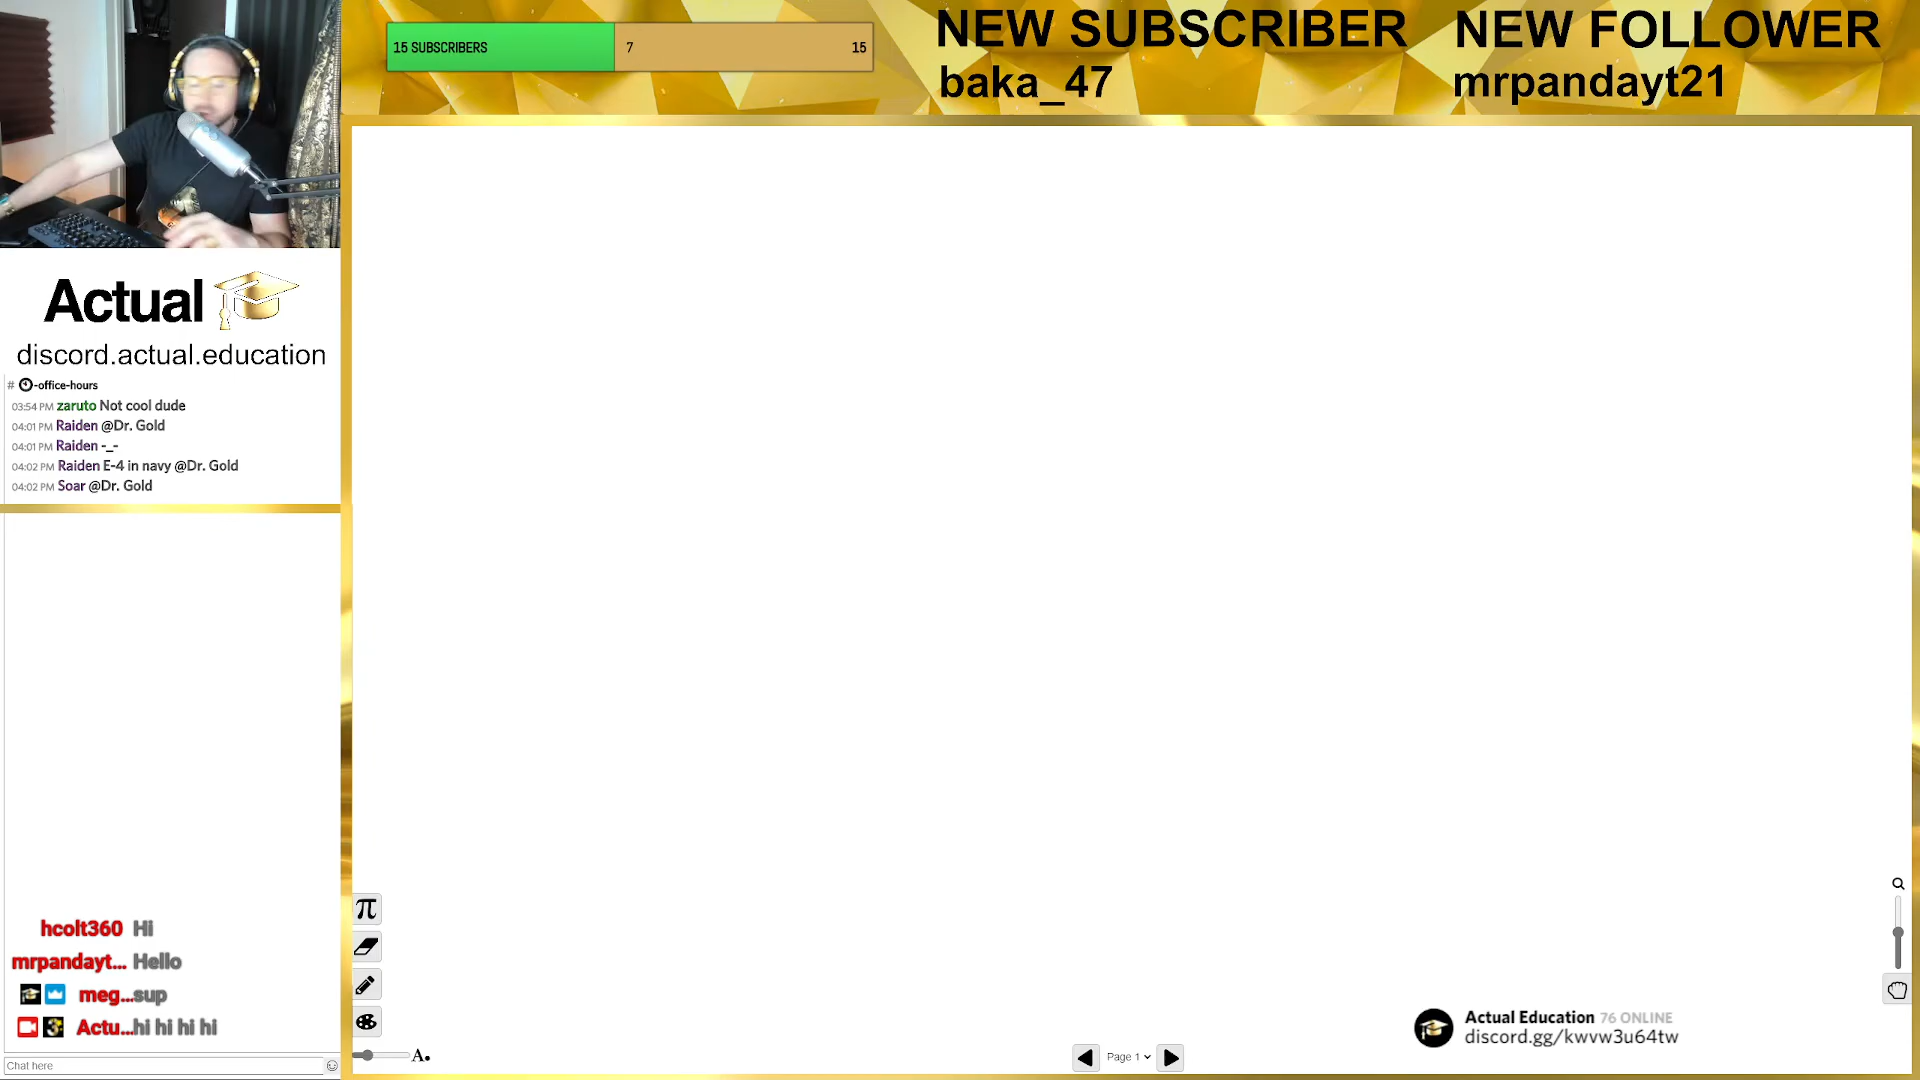 15 SUBSCRIBERS 7 15
NEW SUBSCRIBER
baka_47
NEW FOLLOWER
mrpandayt21
Actual
discord.actual.education
# -office-hours
03:54 PM zaruto Not cool dude
04:01 PM Raiden @Dr. Gold
04:01 PM Raiden -_-
04:02 PM Raiden E-4 in navy @Dr. Gold
04:02 PM Soar @Dr. Gold
hcolt360 Hi
mrpandayt... Hello
meg...sup
Actu...hi hi hi hi
Chat here
π
A.
Page 1
Actual Education 76 ONLINE
discord.gg/kwvw3u64tw